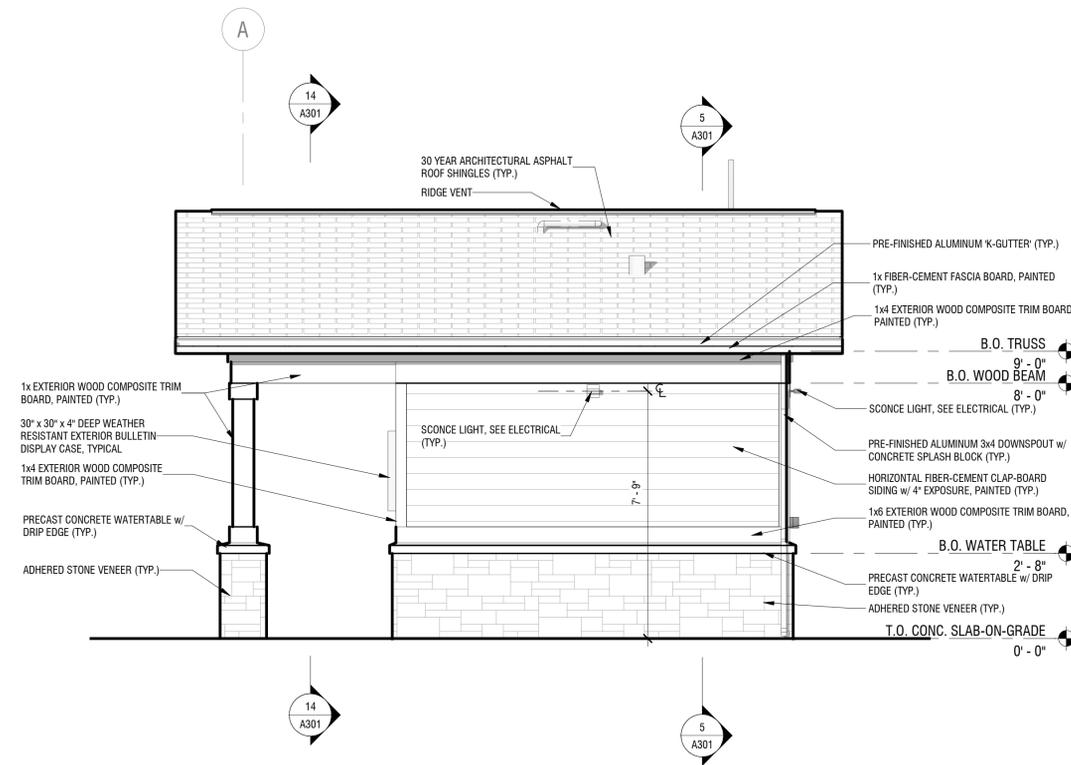 A
14
A301
5
A301
30 YEAR ARCHITECTURAL ASPHALT
ROOF SHINGLES (TYP.)
RIDGE VENT
PRE-FINISHED ALUMINUM 'K-GUTTER' (TYP.)
1x FIBER-CEMENT FASCIA BOARD, PAINTED
(TYP.)
1x4 EXTERIOR WOOD COMPOSITE TRIM BOARD
PAINTED (TYP.)
B.O. TRUSS
9' - 0"
B.O. WOOD BEAM
8' - 0"
1x EXTERIOR WOOD COMPOSITE TRIM
BOARD, PAINTED (TYP.)
30" x 30" x 4" DEEP WEATHER
RESISTANT EXTERIOR BULLETIN
DISPLAY CASE, TYPICAL
1x4 EXTERIOR WOOD COMPOSITE
TRIM BOARD, PAINTED (TYP.)
PRECAST CONCRETE WATERTABLE w/
DRIP EDGE (TYP.)
ADHERED STONE VENEER (TYP.)
CL
SCONCE LIGHT, SEE ELECTRICAL
(TYP.)
7' - 9"
SCONCE LIGHT, SEE ELECTRICAL (TYP.)
PRE-FINISHED ALUMINUM 3x4 DOWNSPOUT w/
CONCRETE SPLASH BLOCK (TYP.)
HORIZONTAL FIBER-CEMENT CLAP-BOARD
SIDING w/ 4" EXPOSURE, PAINTED (TYP.)
1x6 EXTERIOR WOOD COMPOSITE TRIM BOARD,
PAINTED (TYP.)
B.O. WATER TABLE
2' - 8"
PRECAST CONCRETE WATERTABLE w/ DRIP
EDGE (TYP.)
ADHERED STONE VENEER (TYP.)
T.O. CONC. SLAB-ON-GRADE
0' - 0"
14
A301
5
A301